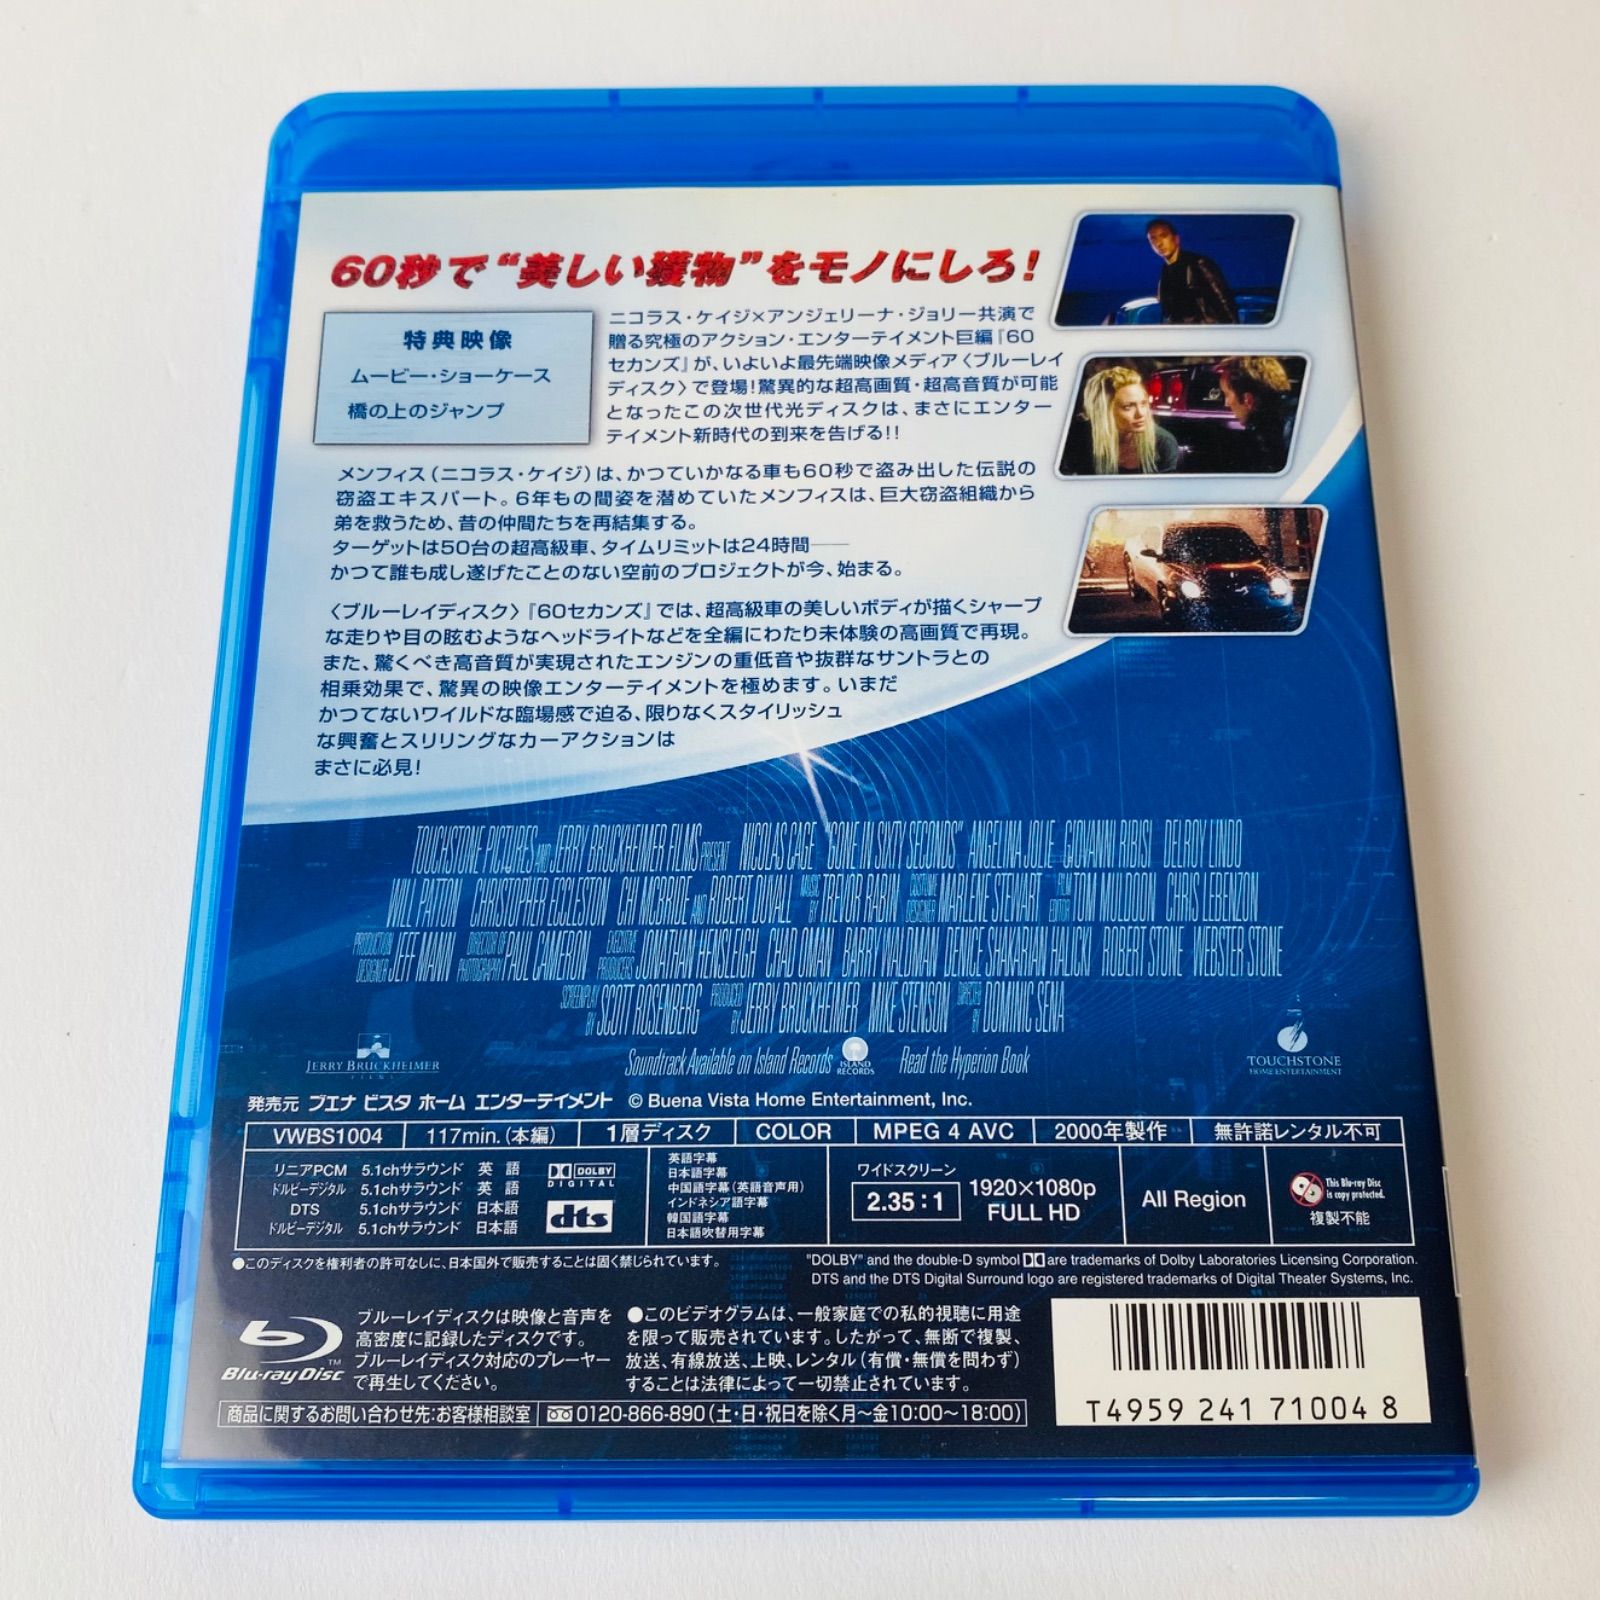 60秒で“美しい獲物”をモノにしろ!
特典映像
ムービー・ショーケース
橋の上のジャンプ
ニコラス・ケイジ×アンジェリーナ・ジョリー共演で
贈る究極のアクション・エンターテイメント巨編『60
セカンズ』が、いよいよ最先端映像メディア〈ブルーレイ
ディスク〉で登場!驚異的な超高画質・超高音質が可能
となったこの次世代光ディスクは、まさにエンター
テイメント新時代の到来を告げる!!
メンフィス(ニコラス・ケイジ)は、かつていかなる車も60秒で盗み出した伝説の
窃盗エキスパート。6年もの間姿を潜めていたメンフィスは、巨大窃盗組織から
弟を救うため、昔の仲間たちを再結集する。
ターゲットは50台の超高級車、タイムリミットは24時間――
かつて誰も成し遂げたことのない空前のプロジェクトが今、始まる。
〈ブルーレイディスク〉『60セカンズ』では、超高級車の美しいボディが描くシャープ
な走りや目の眩むようなヘッドライトなどを全編にわたり未体験の高画質で再現。
また、驚くべき高音質が実現されたエンジンの重低音や抜群なサントラとの
相乗効果で、驚異の映像エンターテイメントを極めます。いまだ
かつてないワイルドな臨場感で迫る、限りなくスタイリッシュ
な興奮とスリリングなカーアクションは
まさに必見!
TOUCHSTONE PICTURES AND JERRY BRUCKHEIMER FILMS PRESENT NICOLAS CAGE "GONE IN SIXTY SECONDS" ANGELINA JOLIE GIOVANNI RIBISI DELROY LINDO
WILL PATTON CHRISTOPHER ECCLESTON CHI MCBRIDE AND ROBERT DUVALL MUSIC BY TREVOR RABIN COSTUME DESIGNER MARLENE STEWART FILM EDITOR TOM MULDOON CHRIS LEBENZON
PRODUCTION DESIGNER JEFF MANN DIRECTOR OF PHOTOGRAPHY PAUL CAMERON EXECUTIVE PRODUCERS JONATHAN HENSLEIGH CHAD OMAN BARRY WALDMAN DENICE SHAKARIAN HALICKI ROBERT STONE WEBSTER STONE
SCREENPLAY BY SCOTT ROSENBERG PRODUCED BY JERRY BRUCKHEIMER MIKE STENSON DIRECTED BY DOMINIC SENA
JERRY BRUCKHEIMER
FILMS
Soundtrack Available on Island Records
ISLAND
RECORDS
Read the Hyperion Book
TOUCHSTONE
HOME ENTERTAINMENT
発売元 ブエナ ビスタ ホーム エンターテイメント © Buena Vista Home Entertainment, Inc.
VWBS1004 117min.(本編) 1層ディスク COLOR MPEG 4 AVC 2000年製作 無許諾レンタル不可
リニアPCM 5.1chサラウンド 英語
ドルビーデジタル 5.1chサラウンド 英語
DTS 5.1chサラウンド 日本語
ドルビーデジタル 5.1chサラウンド 日本語
DOLBY
DIGITAL
dts
英語字幕
日本語字幕
中国語字幕(英語音声用)
インドネシア語字幕
韓国語字幕
日本語吹替用字幕
ワイドスクリーン
2.35:1
1920×1080p
FULL HD
All Region
This Blu-ray Disc
is copy protected.
複製不能
●このディスクを権利者の許可なしに、日本国外で販売することは固く禁じられています。
"DOLBY" and the double-D symbol are trademarks of Dolby Laboratories Licensing Corporation.
DTS and the DTS Digital Surround logo are registered trademarks of Digital Theater Systems, Inc.
Blu-ray Disc™
ブルーレイディスクは映像と音声を
高密度に記録したディスクです。
ブルーレイディスク対応のプレーヤー
で再生してください。
●このビデオグラムは、一般家庭での私的視聴に用途
を限って販売されています。したがって、無断で複製、
放送、有線放送、上映、レンタル(有償・無償を問わず)
することは法律によって一切禁止されています。
商品に関するお問い合わせ先:お客様相談室 0120-866-890(土・日・祝日を除く月～金10:00～18:00)
T4959 241 71004 8